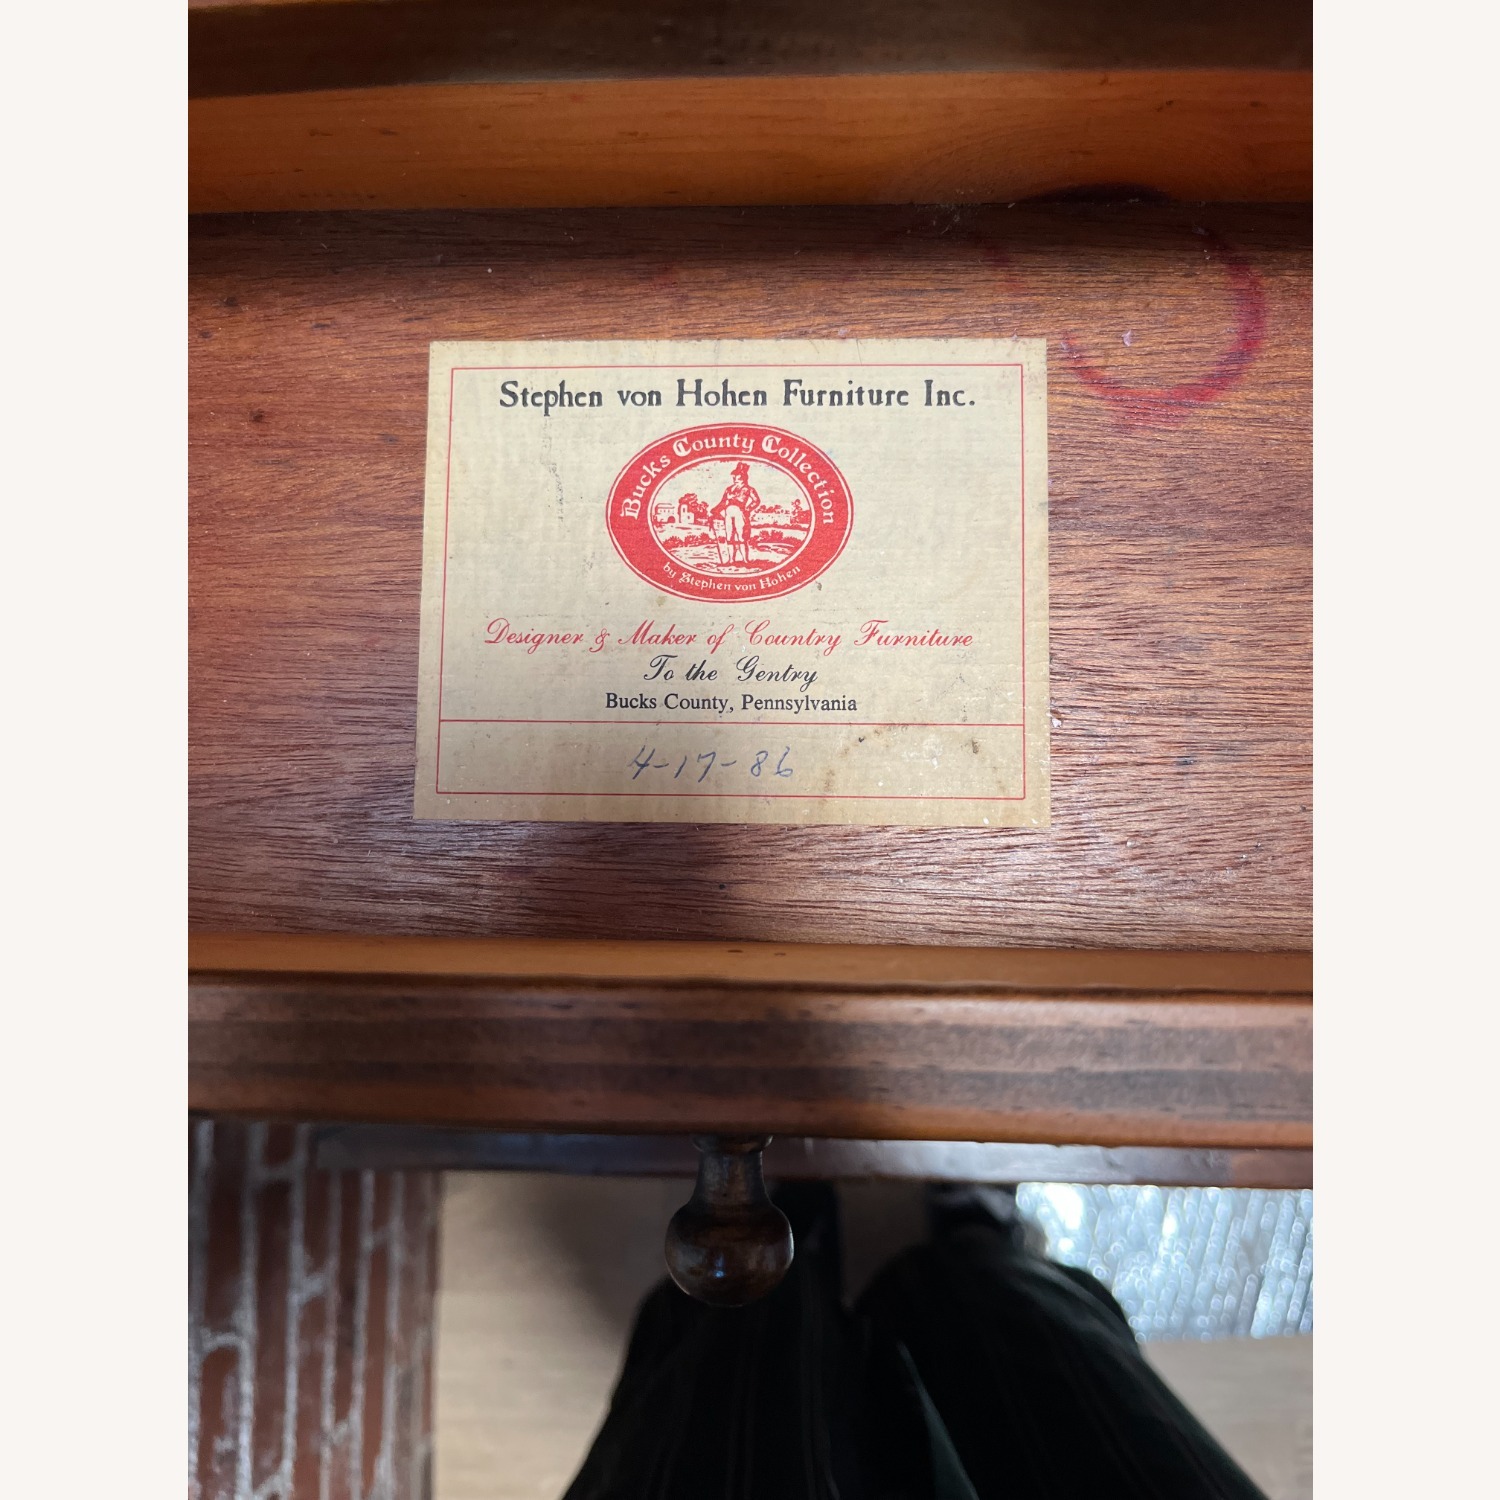 Stephen von Hohen Furniture Inc.
Bucks County Collection
by Stephen von Hohen
Designer & Maker of Country Furniture
To the Gentry
Bucks County, Pennsylvania
4-17-86